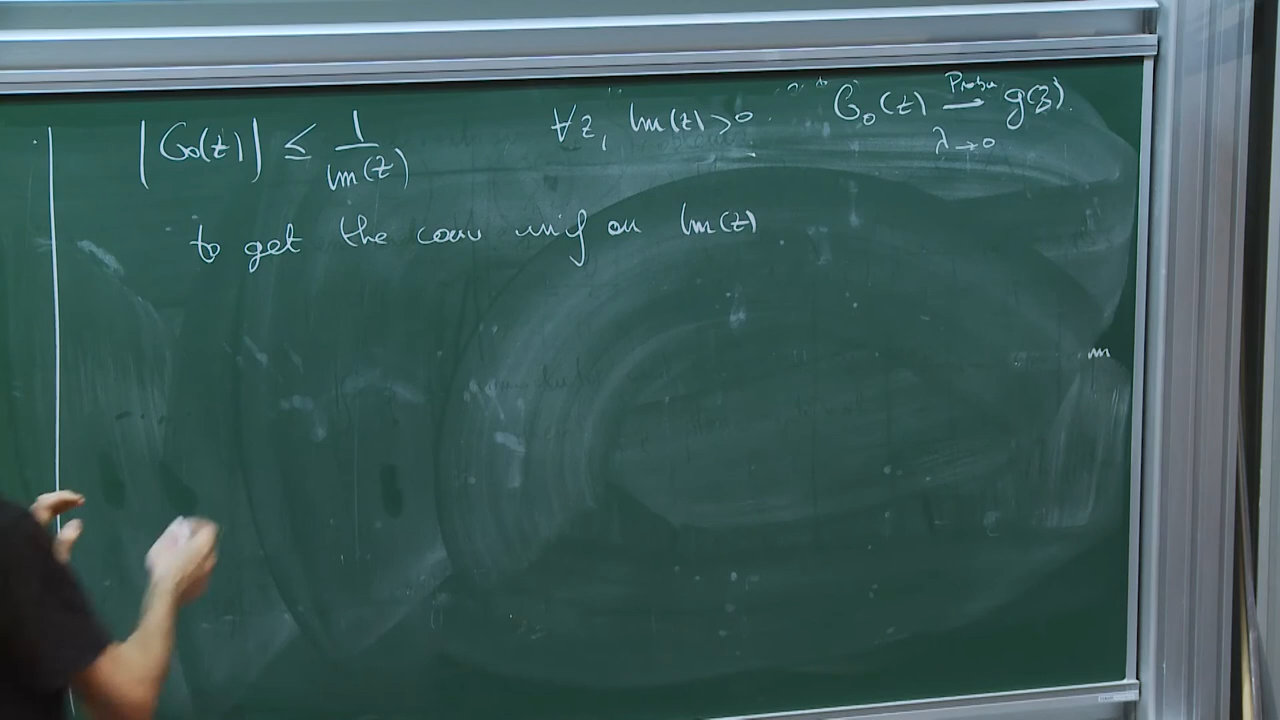 |G₀(z)| ≤ 1/Im(z)
∀z, Im(z)>0. G₀(z) →^{Proba}_{λ→0} g(z).
to get the conv unif on Im(z)